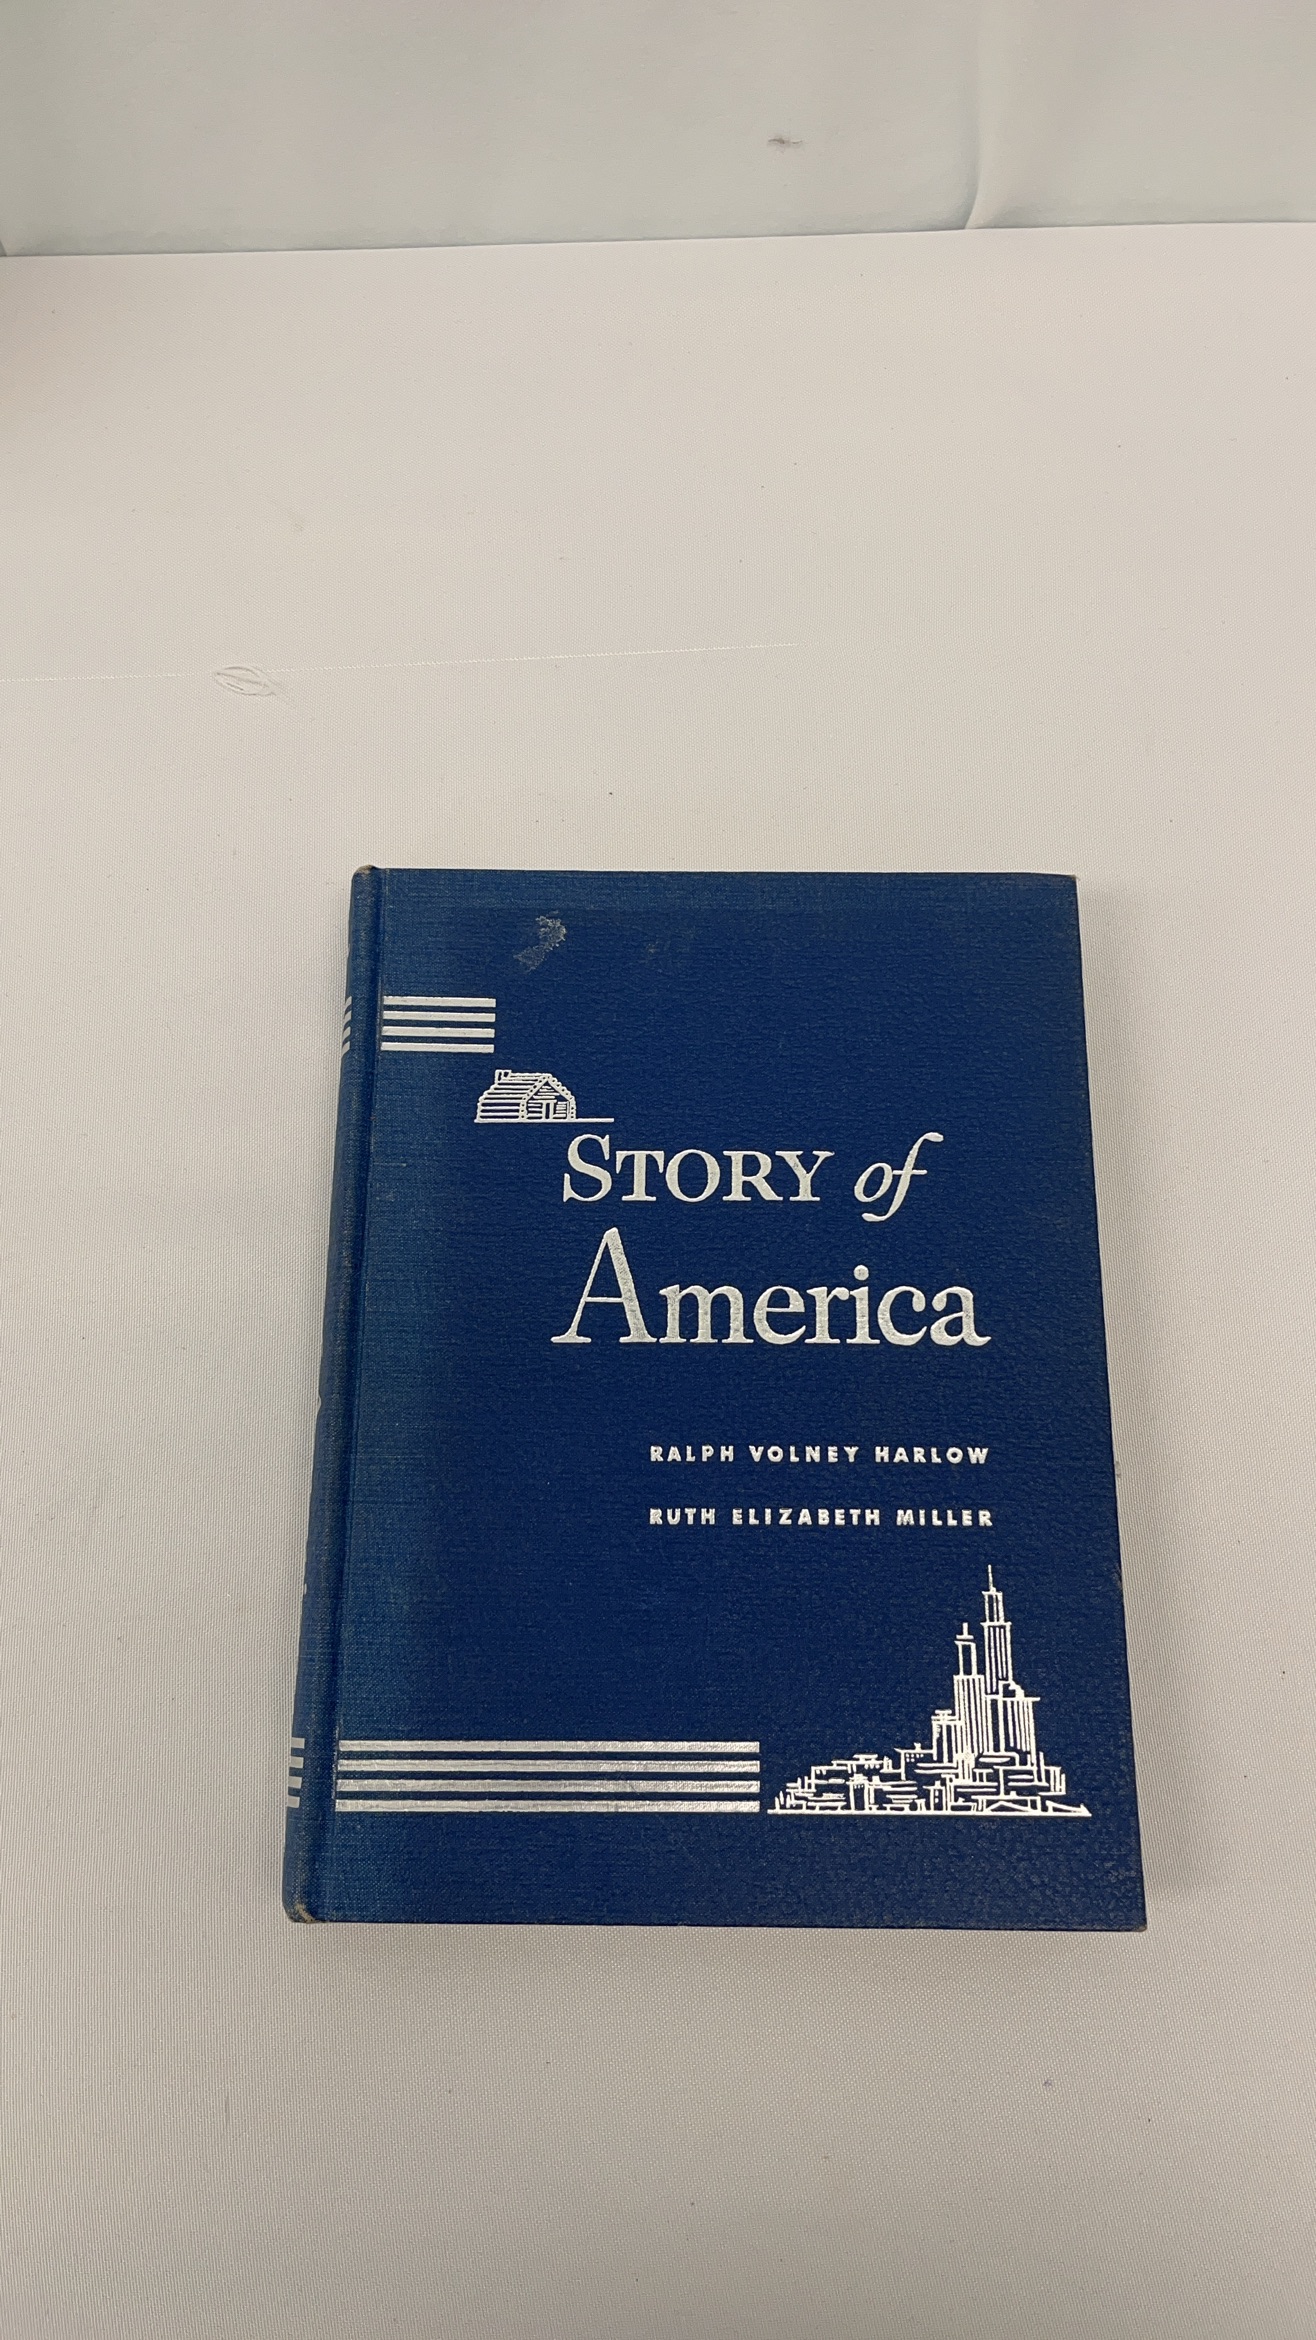 STORY of
America
RALPH VOLNEY HARLOW
RUTH ELIZABETH MILLER